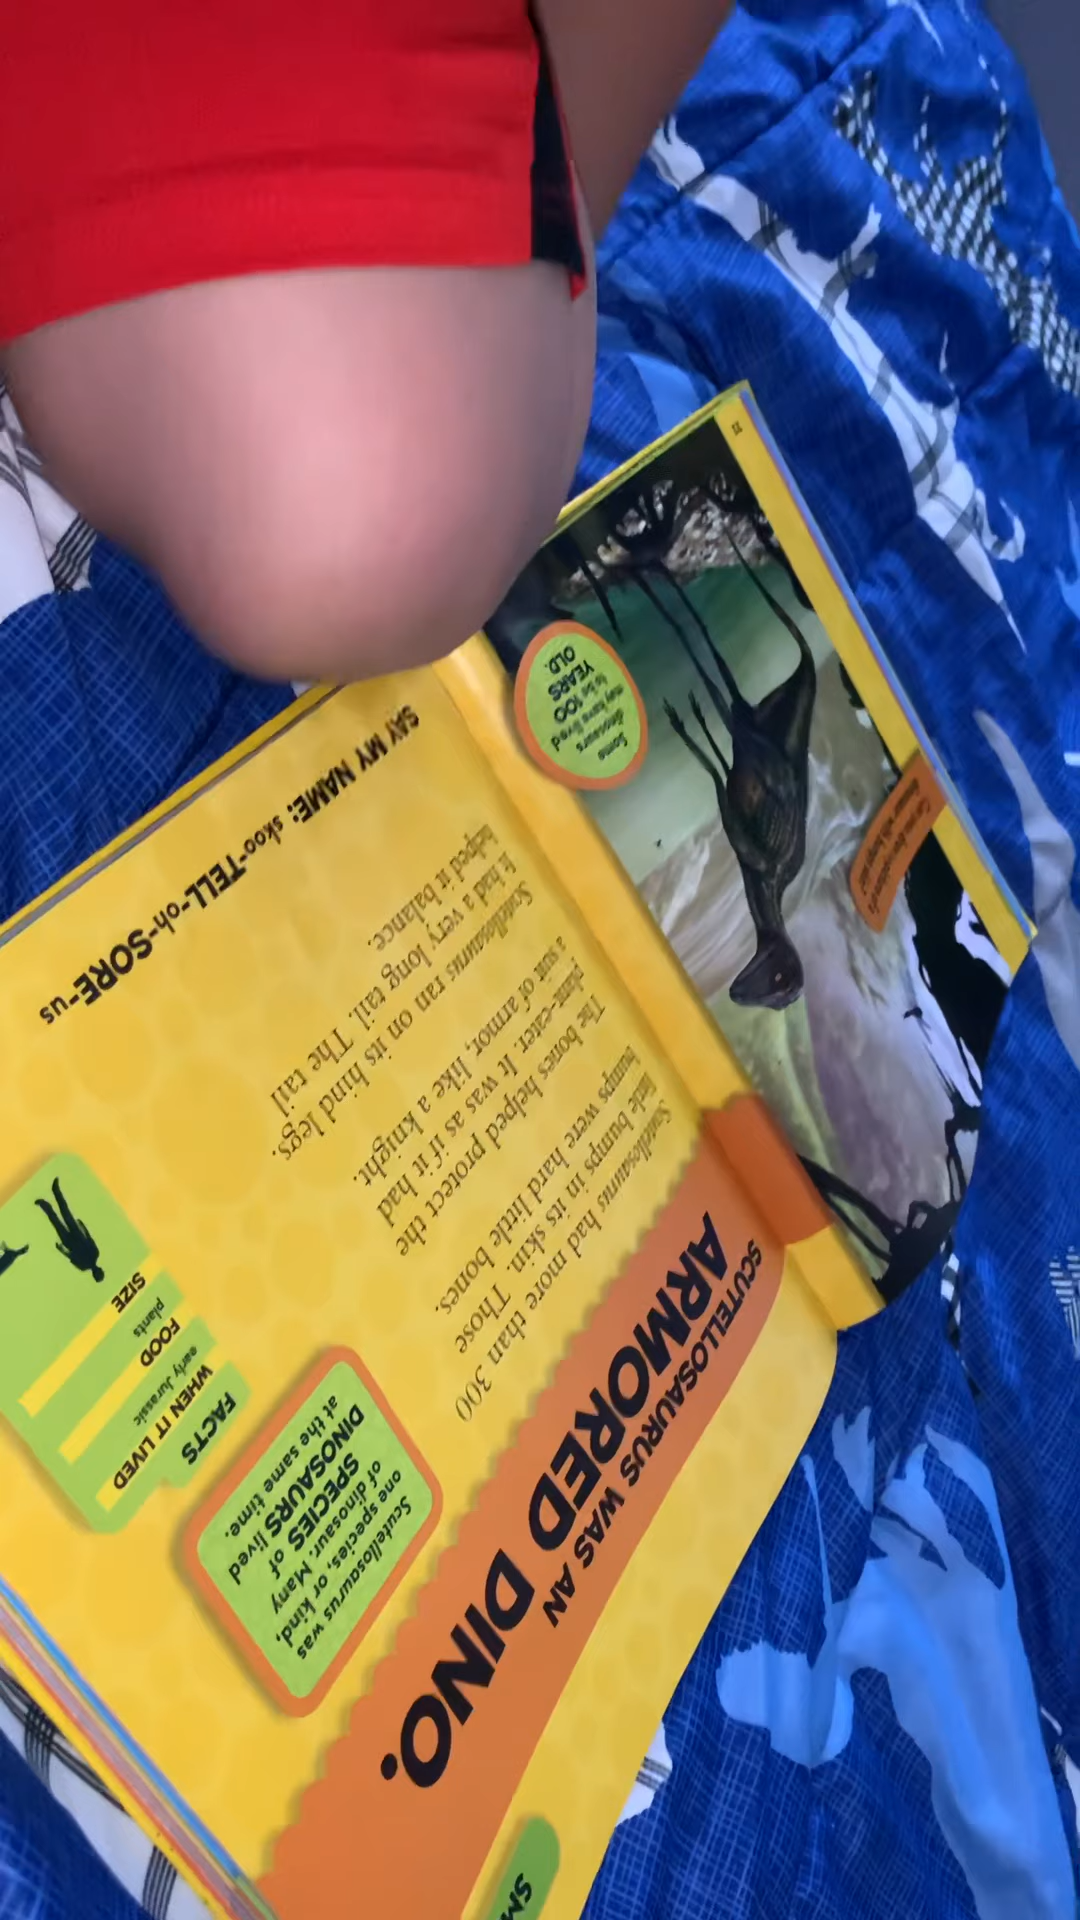 SCUTELLOSAURUS WAS AN
ARMORED DINO.
Scutellosaurus had more than 300
little bumps in its skin. Those
bumps were hard little bones.
The bones helped protect the
plant-eater. It was as if it had
a suit of armor, like a knight.
Scutellosaurus ran on its hind legs.
It had a very long tail. The tail
helped it balance.
SAY MY NAME: skoo-TELL-oh-SORE-us
Scutellosaurus was
one species, or kind,
of dinosaur. Many
SPECIES of
DINOSAURS lived
at the same time.
FACTS
WHEN IT LIVED
early Jurassic
FOOD
plants
SIZE
Some
dinosaurs
may have lived
to be 100
YEARS
OLD.
21